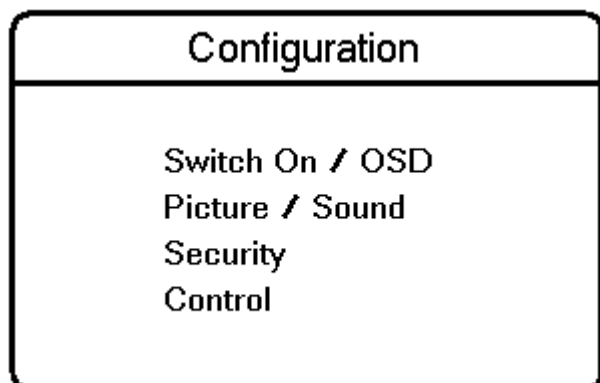 Configuration
Switch On / OSD
Picture / Sound
Security
Control